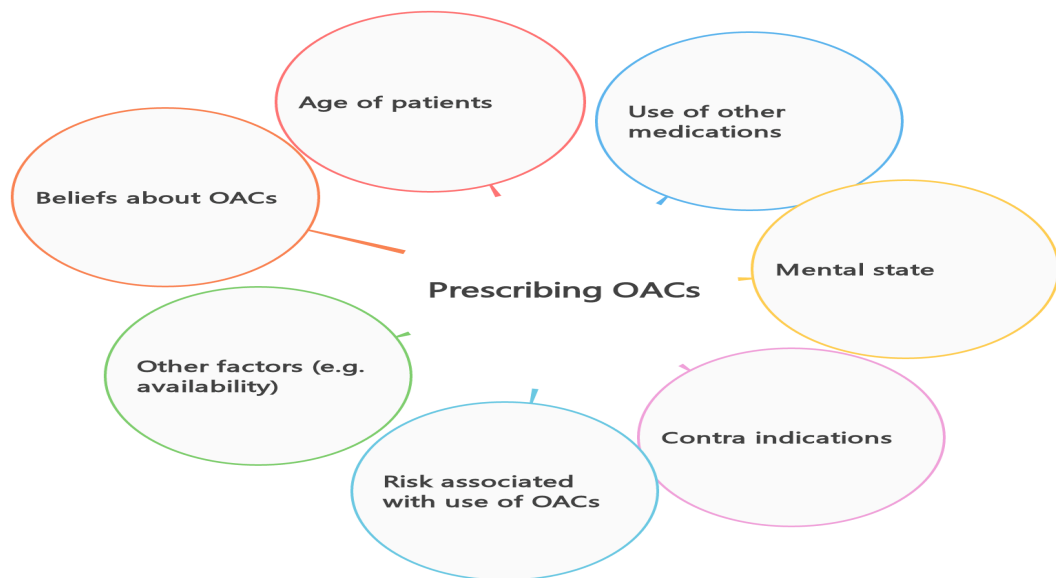 Age of patients
Use of other
medications
Beliefs about OACs
Mental state
Prescribing OACs
Other factors (e.g.
availability)
Contra indications
Risk associated
with use of OACs